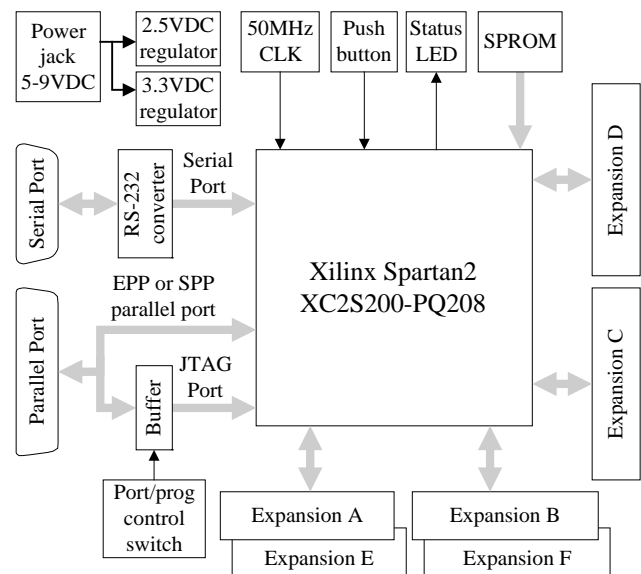 Power
jack
5-9VDC
2.5VDC
regulator
3.3VDC
regulator
50MHz
CLK
Push
button
Status
LED
SPROM
Serial Port
RS-232
converter
Serial
Port
Expansion D
Xilinx Spartan2
XC2S200-PQ208
EPP or SPP
parallel port
Parallel Port
JTAG
Port
Buffer
Expansion C
Port/prog
control
switch
Expansion A
Expansion E
Expansion B
Expansion F